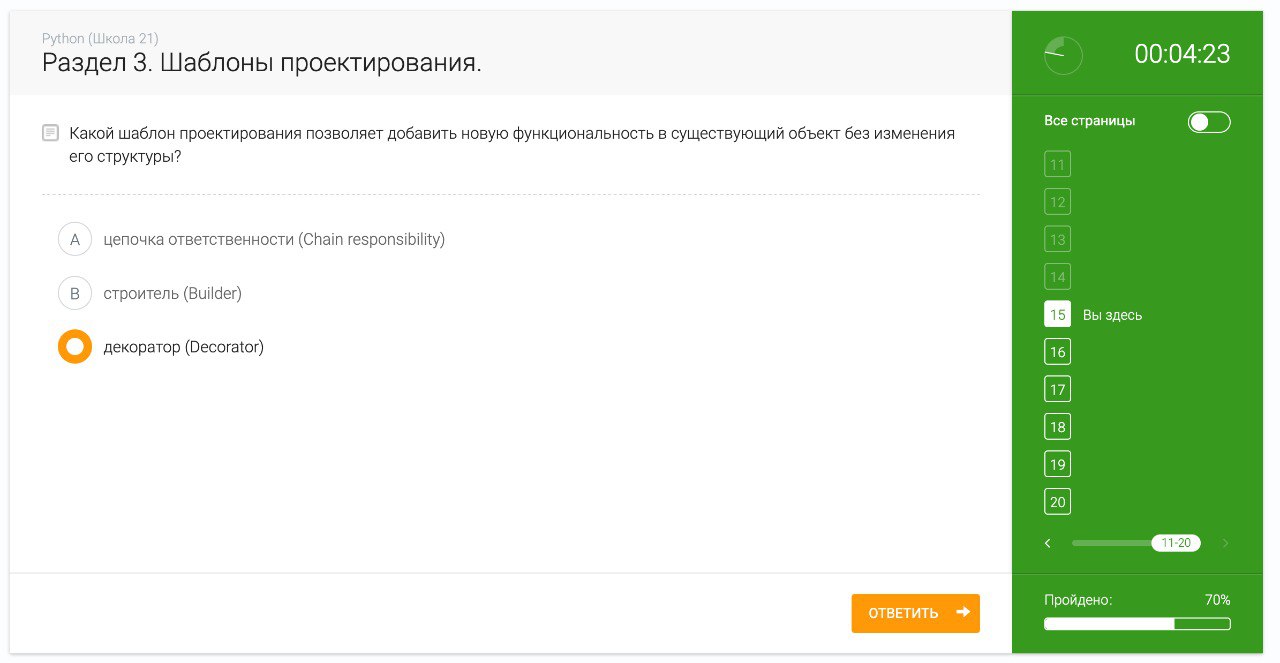 Python (Школа 21)
Раздел 3. Шаблоны проектирования.
Какой шаблон проектирования позволяет добавить новую функциональность в существующий объект без изменения
его структуры?
A цепочка ответственности (Chain responsibility)
B строитель (Builder)
декоратор (Decorator)
ОТВЕТИТЬ
00:04:23
Все страницы
11
12
13
14
15 Вы здесь
16
17
18
19
20
11-20
Пройдено: 70%